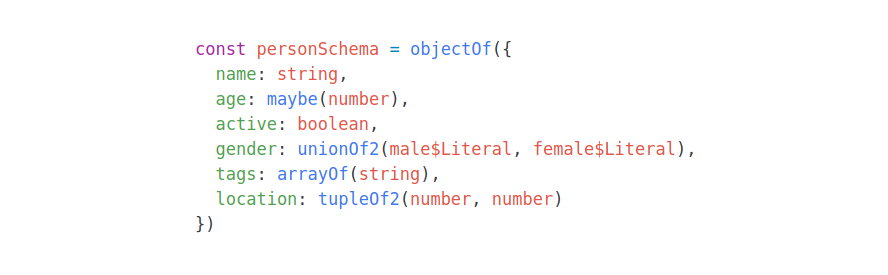 const personSchema = objectOf({
  name: string,
  age: maybe(number),
  active: boolean,
  gender: unionOf2(male$Literal, female$Literal),
  tags: arrayOf(string),
  location: tupleOf2(number, number)
})